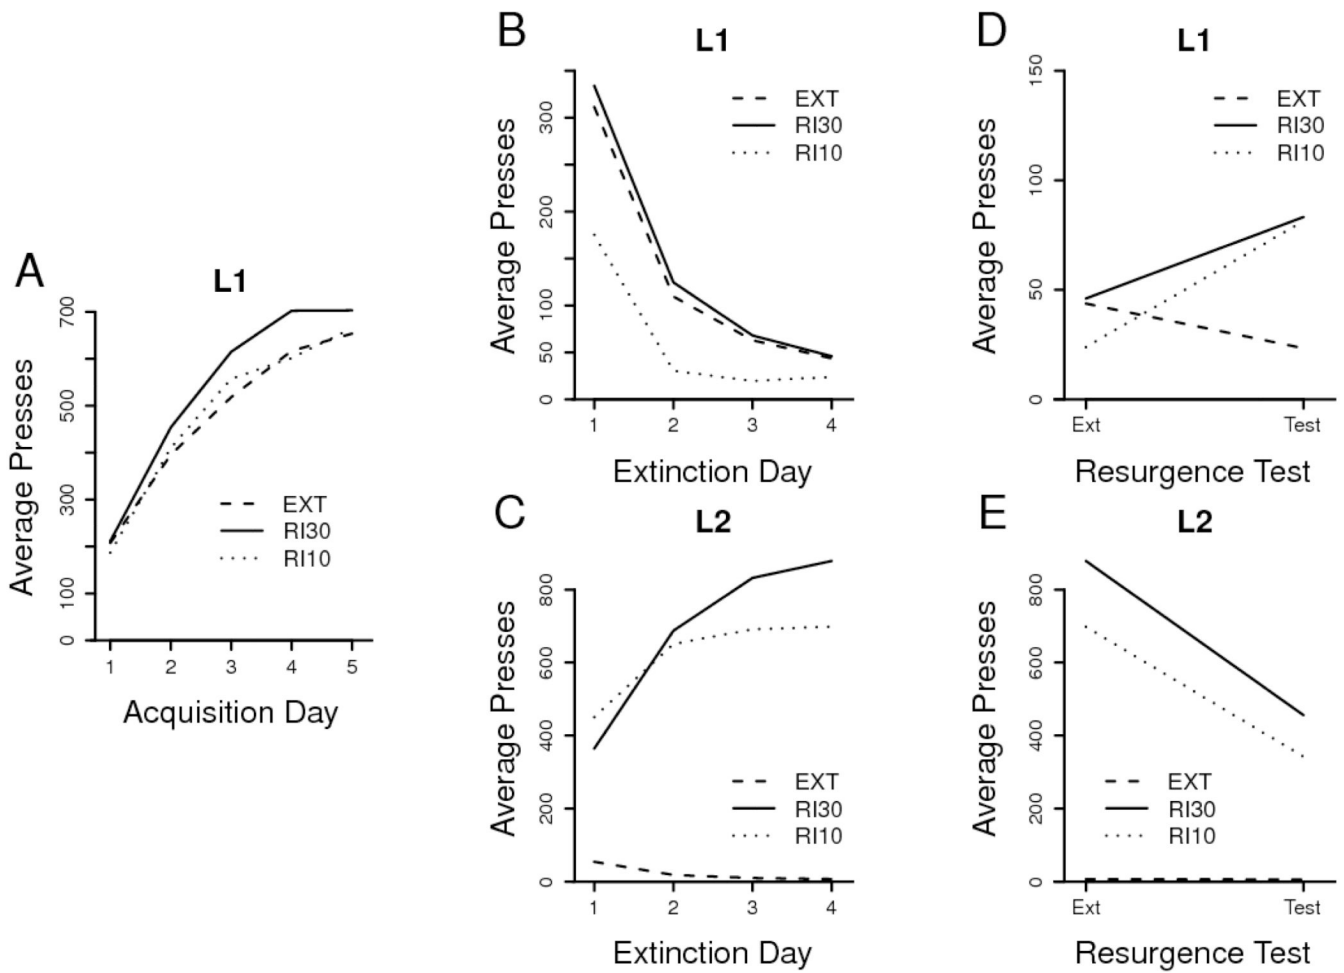 A
L1
Average Presses
0
100
300
500
700
EXT
RI30
RI10
1 2 3 4 5
Acquisition Day
B
L1
Average Presses
0
50
100
200
300
EXT
RI30
RI10
1 2 3 4
Extinction Day
C
L2
Average Presses
0
200
400
600
800
EXT
RI30
RI10
1 2 3 4
Extinction Day
D
L1
Average Presses
0
50
100
150
EXT
RI30
RI10
Ext Test
Resurgence Test
E
L2
Average Presses
0
200
400
600
800
EXT
RI30
RI10
Ext Test
Resurgence Test